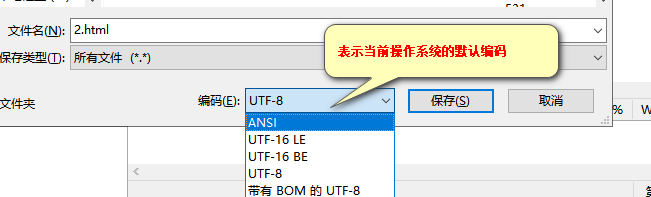 文件名(N):
2.html
保存类型(T):
所有文件 (*.*)
表示当前操作系统的默认编码
文件夹
编码(E):
UTF-8
保存(S)
取消
ANSI
UTF-16 LE
UTF-16 BE
UTF-8
带有 BOM 的 UTF-8
%